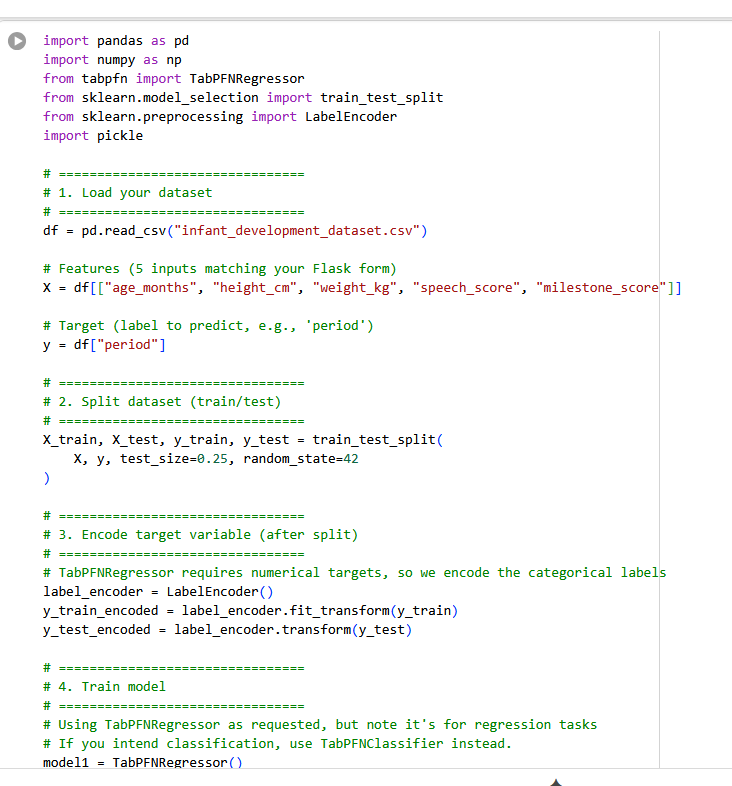 import pandas as pd
import numpy as np
from tabpfn import TabPFNRegressor
from sklearn.model_selection import train_test_split
from sklearn.preprocessing import LabelEncoder
import pickle
# ================================
# 1. Load your dataset
# ================================
df = pd.read_csv("infant_development_dataset.csv")
# Features (5 inputs matching your Flask form)
X = df[["age_months", "height_cm", "weight_kg", "speech_score", "milestone_score"]]
# Target (label to predict, e.g., 'period')
y = df["period"]
# ================================
# 2. Split dataset (train/test)
# ================================
X_train, X_test, y_train, y_test = train_test_split(
    X, y, test_size=0.25, random_state=42
)
# ================================
# 3. Encode target variable (after split)
# ================================
# TabPFNRegressor requires numerical targets, so we encode the categorical labels
label_encoder = LabelEncoder()
y_train_encoded = label_encoder.fit_transform(y_train)
y_test_encoded = label_encoder.transform(y_test)
# ================================
# 4. Train model
# ================================
# Using TabPFNRegressor as requested, but note it's for regression tasks
# If you intend classification, use TabPFNClassifier instead.
model1 = TabPFNRegressor()